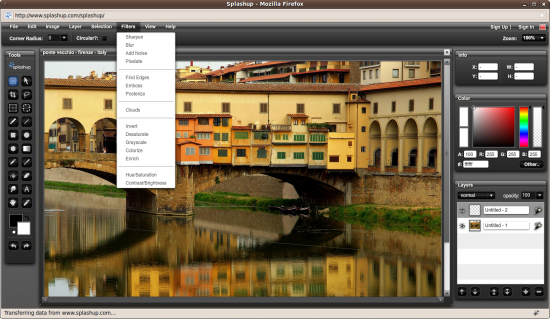 Splashup - Mozilla Firefox
http://www.splashup.com/splashup/
File Edit Image Layer Selection Filters View Help Sign Up! Sign In
Corner Radius: Circular?: Zoom: 100%
Tools
splashup
ponte vecchio - firenze - italy
Sharpen
Blur
Add Noise
Pixelate
Find Edges
Emboss
Posterize
Clouds
Invert
Desaturate
Grayscale
Colorize
Enrich
Hue/Saturation
Contrast/Brightness
Info
X: - W: -
Y: - H: -
Color
A: 100 R: 255 G: 255 B: 255
#: ffffff Other..
Layers
normal opacity: 100
Untitled - 2
Untitled - 1
Transferring data from www.splashup.com...